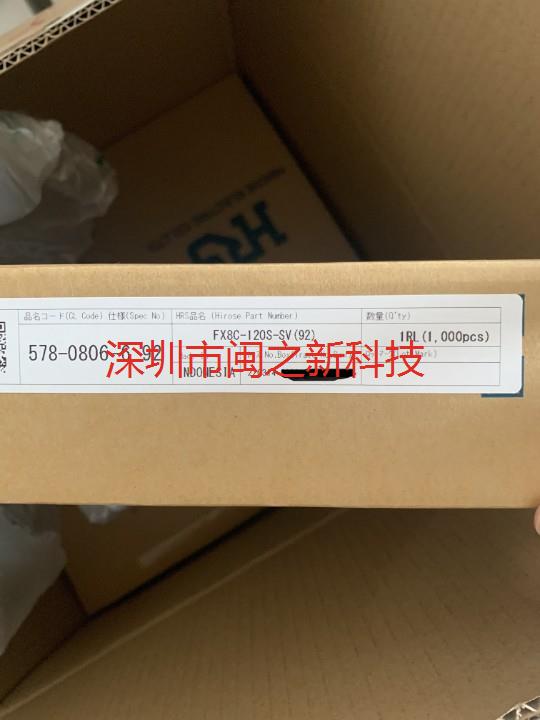 HRS
品名コード(CL Code) 仕様(Spec No)
HRS品名 (Hirose Part Number)
数量(Q'ty)
FX8C-120S-SV(92)
1RL(1,000pcs)
578-0806
92
深圳市闽之新科技
NDONESIA